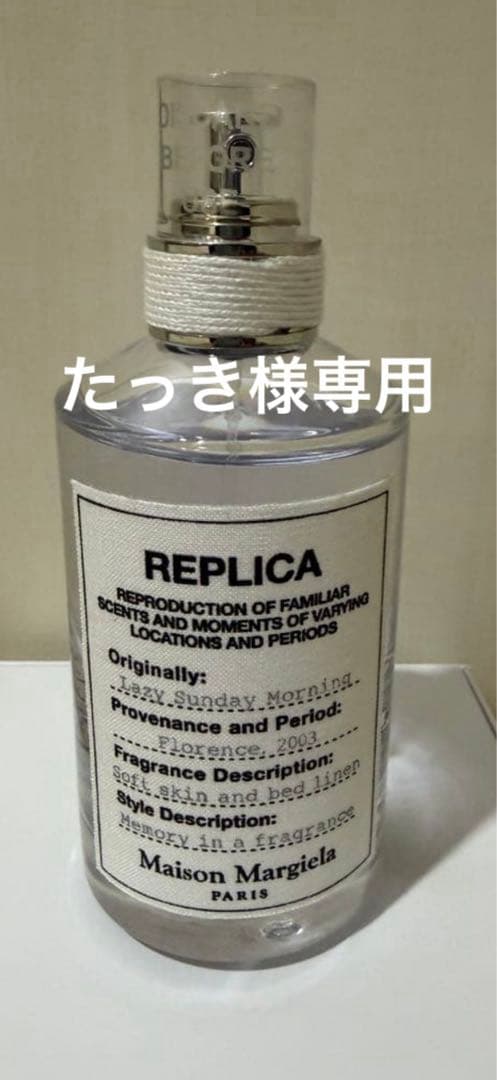 たっき様専用
REPLICA
REPRODUCTION OF FAMILIAR
SCENTS AND MOMENTS OF VARYING
LOCATIONS AND PERIODS
Originally:
Lazy Sunday Morning
Provenance and Period:
Florence, 2003
Fragrance Description:
Soft skin and bed linen
Style Description:
Memory in a fragrance
Maison Margiela
PARIS